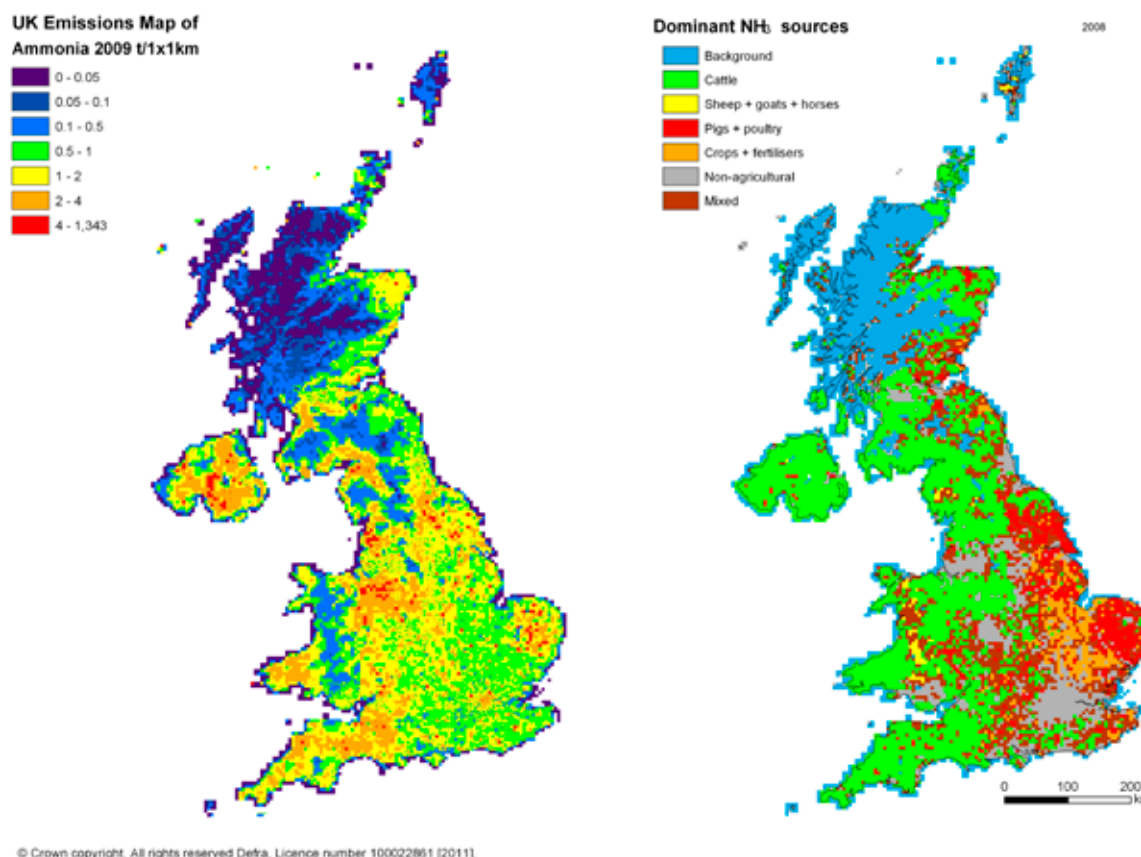 UK Emissions Map of
Ammonia 2009 t/1x1km
0 - 0.05
0.05 - 0.1
0.1 - 0.5
0.5 - 1
1 - 2
2 - 4
4 - 1,343
Dominant NH3 sources
2008
Background
Cattle
Sheep + goats + horses
Pigs + poultry
Crops + fertilisers
Non-agricultural
Mixed
0 100 200
k
© Crown copyright. All rights reserved Defra, Licence number 100022861 [2011].